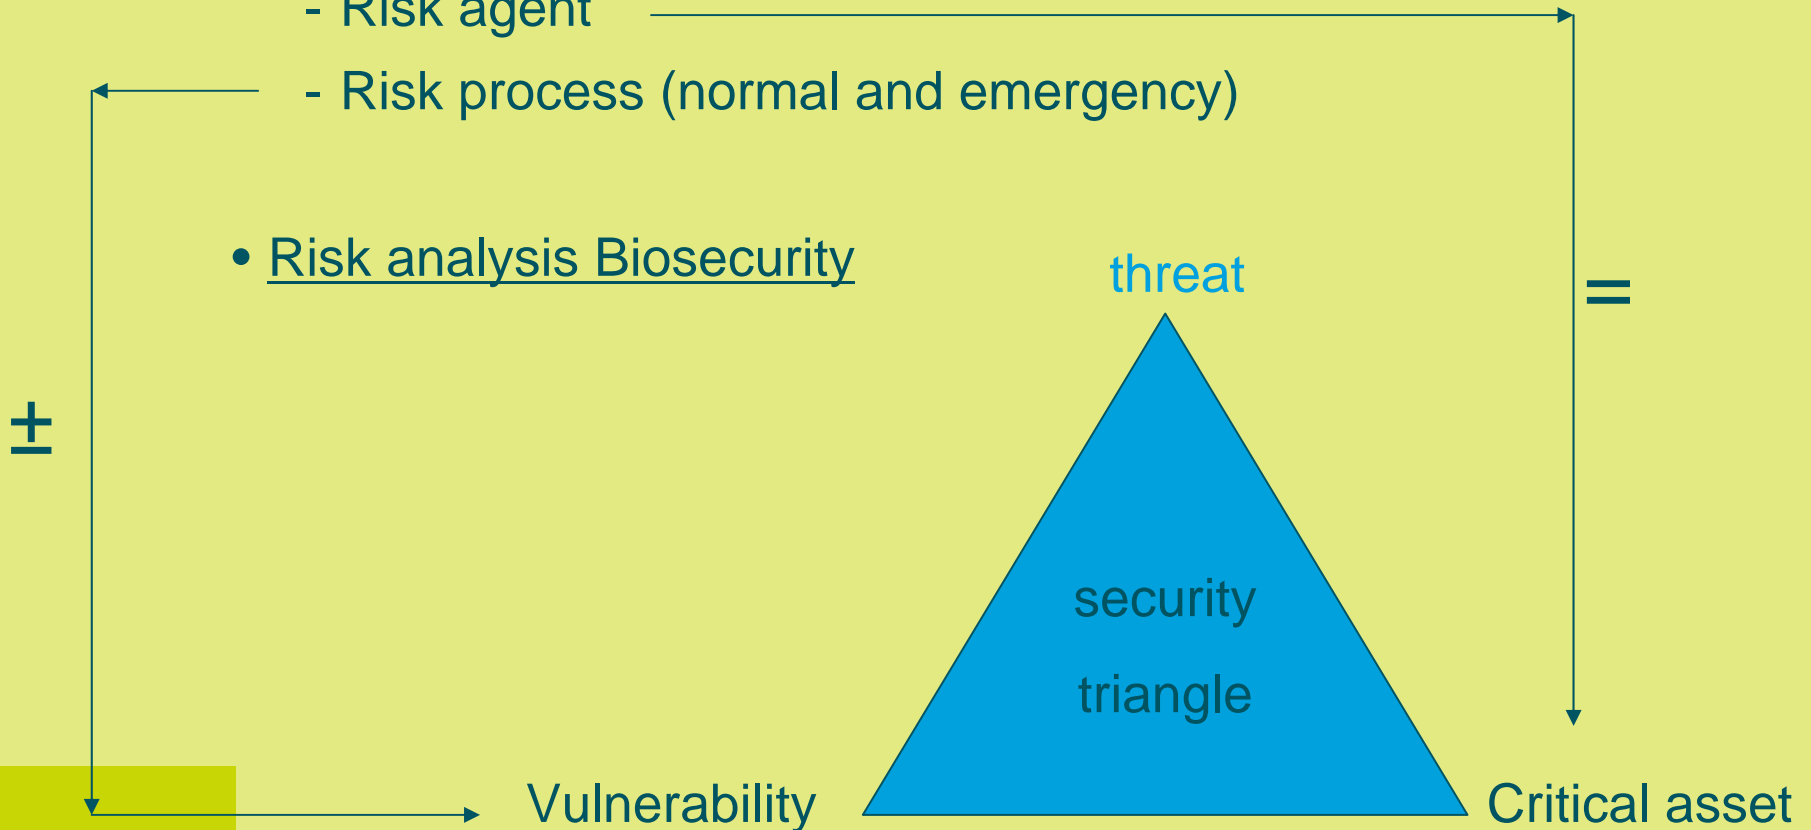 - Risk agent
- Risk process (normal and emergency)
• Risk analysis Biosecurity
threat
=
±
security
triangle
Vulnerability
Critical asset